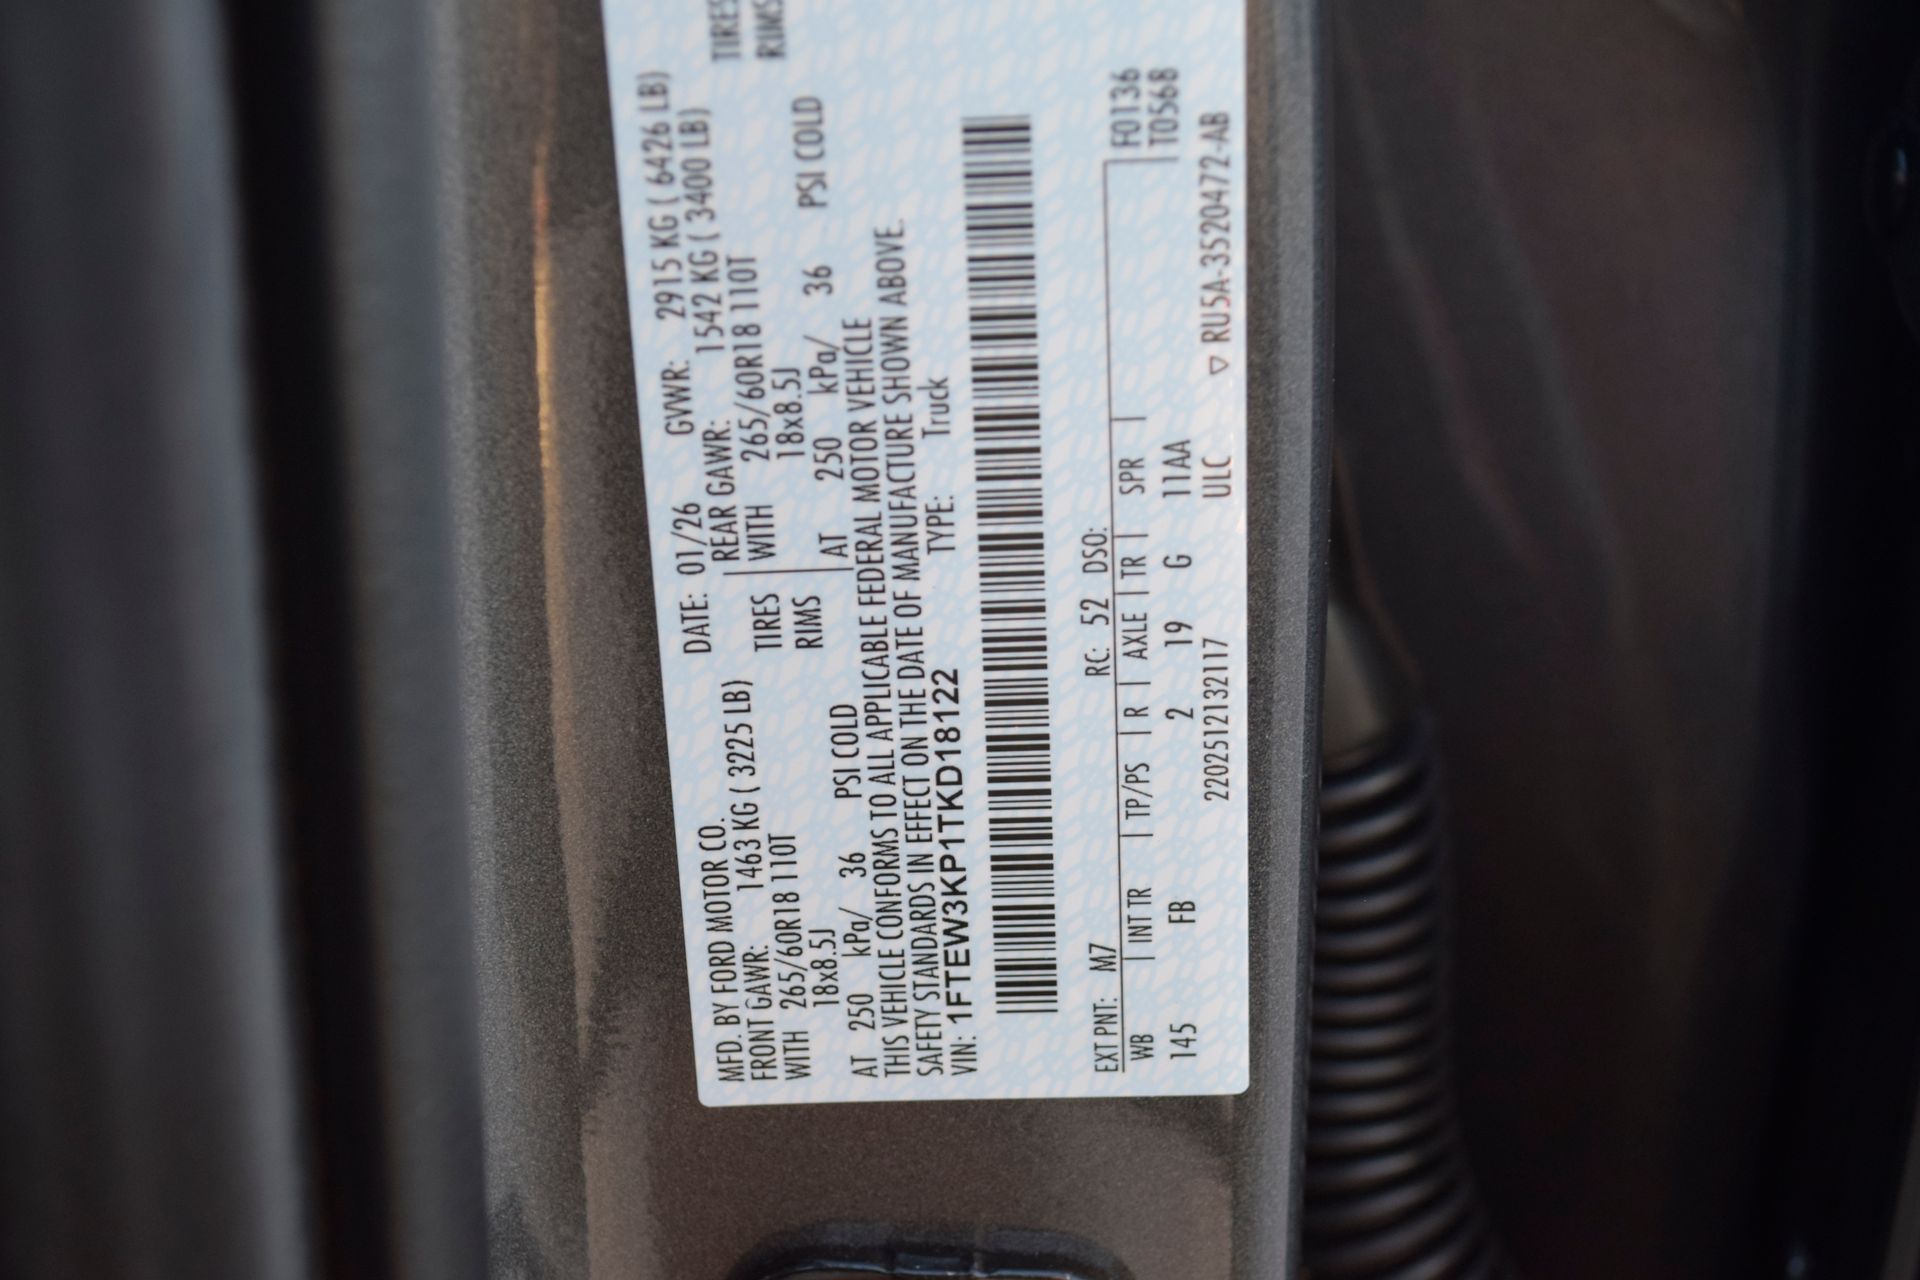 MFD. BY FORD MOTOR CO.
DATE: 01/26 GVWR: 2915 KG ( 6426 LB)
FRONT GAWR: 1463 KG ( 3225 LB)
REAR GAWR: 1542 KG ( 3400 LB)
WITH 265/60R18 110T TIRES
WITH 265/60R18 110T TIRES
18x8.5J RIMS
18x8.5J RIMS
AT 250 kPa/ 36 PSI COLD
AT 250 kPa/ 36 PSI COLD
THIS VEHICLE CONFORMS TO ALL APPLICABLE FEDERAL MOTOR VEHICLE
SAFETY STANDARDS IN EFFECT ON THE DATE OF MANUFACTURE SHOWN ABOVE.
VIN: 1FTEW3KP1TKD18122 TYPE: Truck
EXT PNT: M7 RC: 52 DSO: F0136
WB | INT TR | TP/PS | R | AXLE | TR | SPR | T0568
145 FB 2 19 G 11AA
2202512132117 ULC ▽ RU5A-3520472-AB